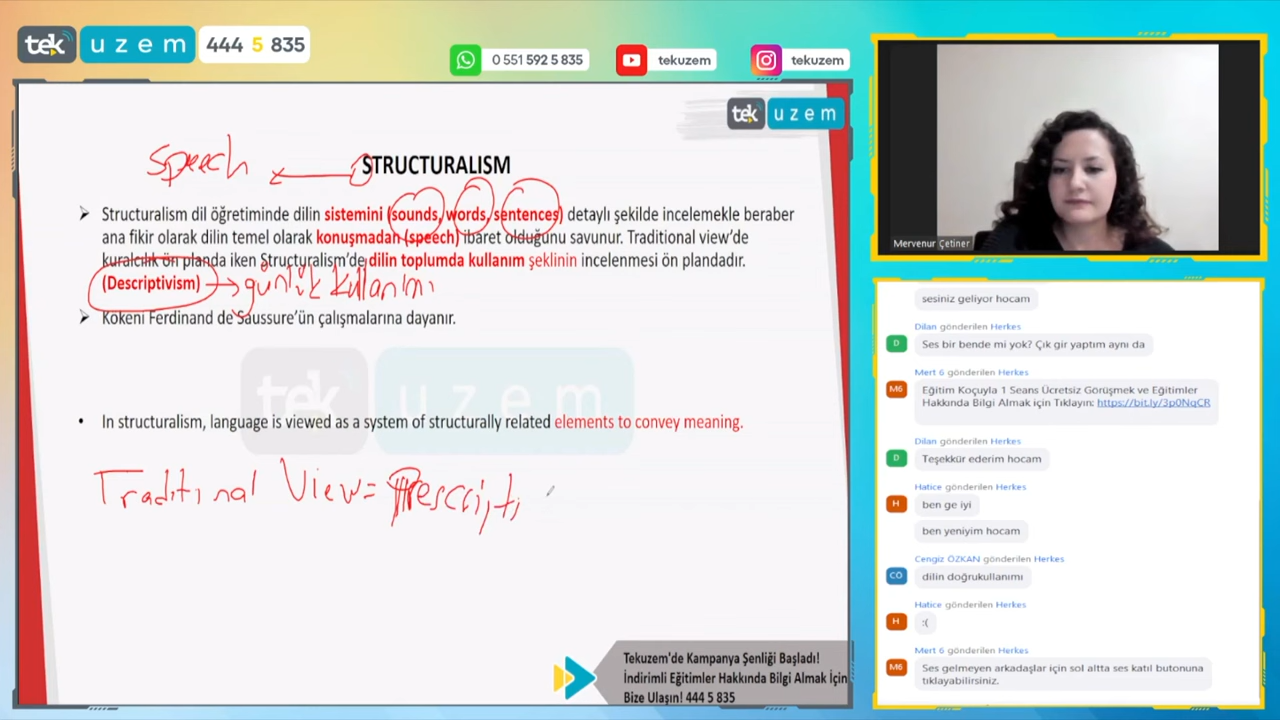 tek uzem 444 5 835
0 551 592 5 835
tekuzem
tekuzem
tek uzem
speech
STRUCTURALISM
➢ Structuralism dil öğretiminde dilin sistemini (sounds, words, sentences) detaylı şekilde incelemekle beraber
ana fikir olarak dilin temel olarak konuşmadan (speech) ibaret olduğunu savunur. Traditional view’de
kuralcılık ön planda iken Structuralism’de dilin toplumda kullanım şeklinin incelenmesi ön plandadır.
(Descriptivism) → günlük kullanımı
➢ Kökeni Ferdinand de Saussure’ün çalışmalarına dayanır.
tek uzem
• In structuralism, language is viewed as a system of structurally related elements to convey meaning.
Traditinal View = Prescripti
Tekuzem'de Kampanya Şenliği Başladı!
İndirimli Eğitimler Hakkında Bilgi Almak İçin
Bize Ulaşın! 444 5 835
Mervenur Çetiner
sesiniz geliyor hocam
Dilan gönderilen Herkes
D
Ses bir bende mi yok? Çık gir yaptım aynı da
Mert 6 gönderilen Herkes
M6
Eğitim Koçuyla 1 Seans Ücretsiz Görüşmek ve Eğitimler
Hakkında Bilgi Almak için Tıklayın: https://bit.ly/3p0NqCR
Dilan gönderilen Herkes
D
Teşekkür ederim hocam
Hatice gönderilen Herkes
H
ben ge iyi
ben yeniyim hocam
Cengiz ÖZKAN gönderilen Herkes
CÖ
dilin doğrukullanımı
Hatice gönderilen Herkes
H
:(
Mert 6 gönderilen Herkes
M6
Ses gelmeyen arkadaşlar için sol altta ses katıl butonuna
tıklayabilirsiniz.